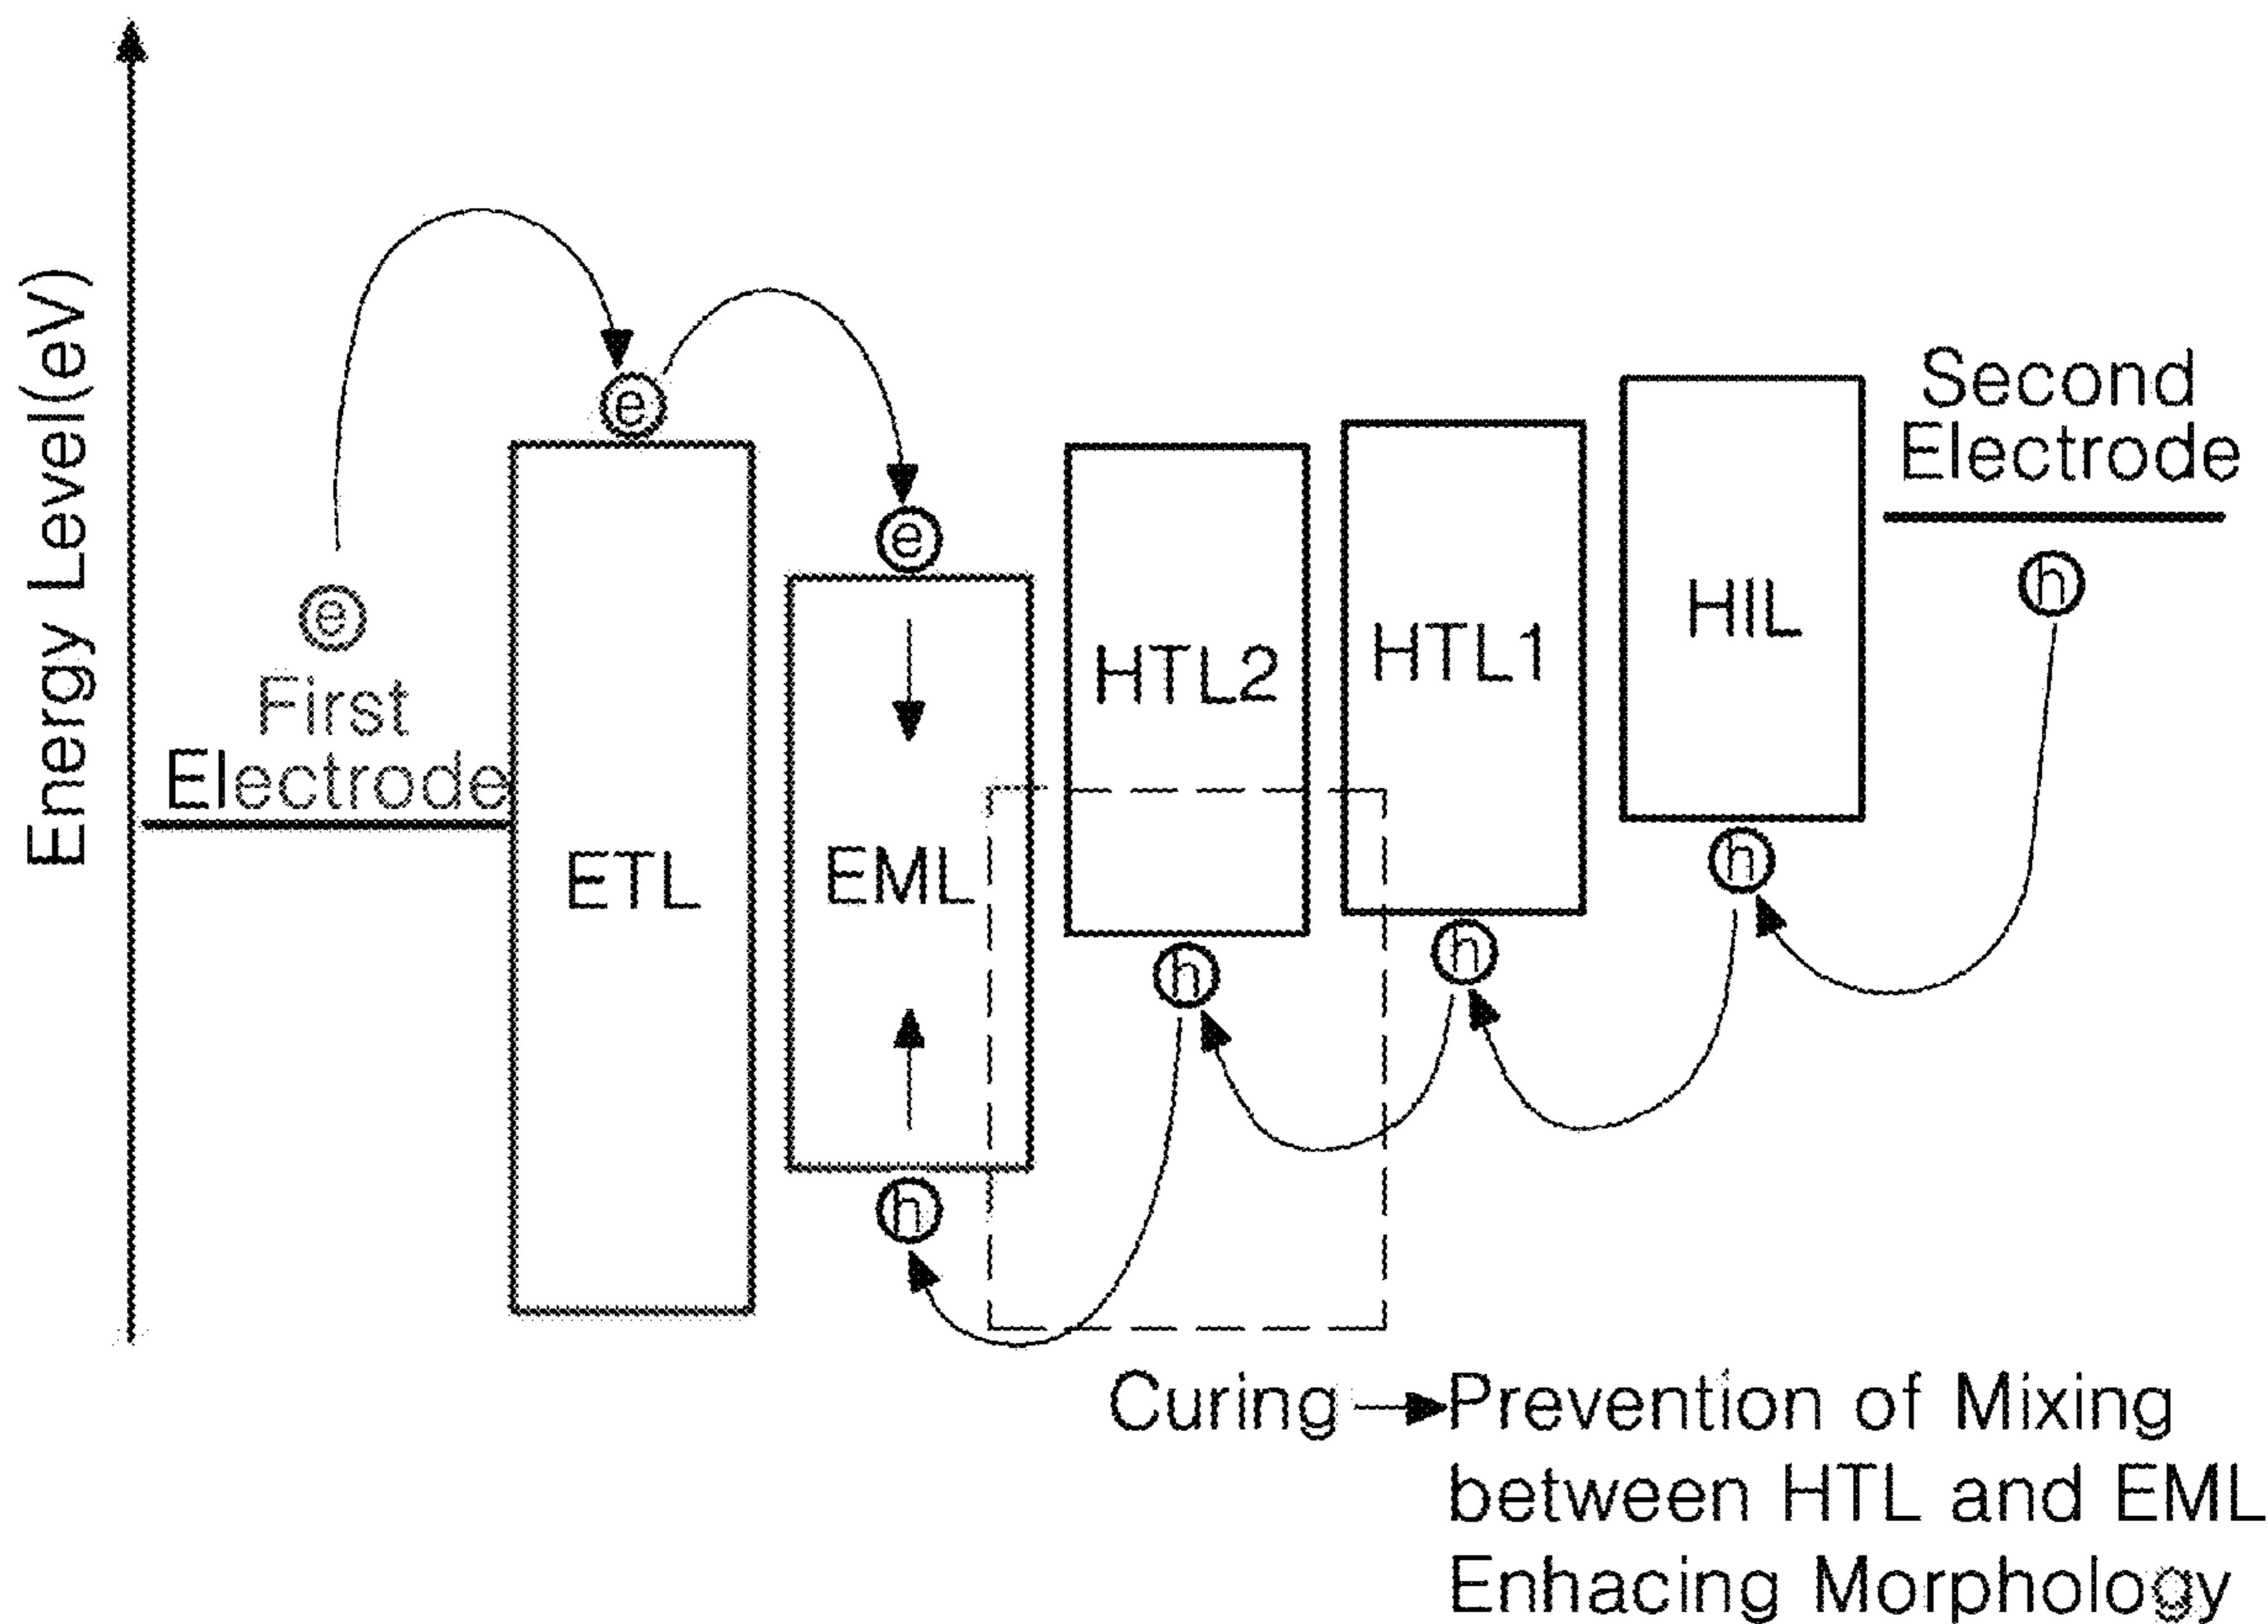 Energy Level(eV)
e
e
e
First
Electrode
ETL
EML
h
HTL2
h
HTL1
h
HIL
h
Second
Electrode
h
Curing
Prevention of Mixing
between HTL and EML
Enhacing Morphology